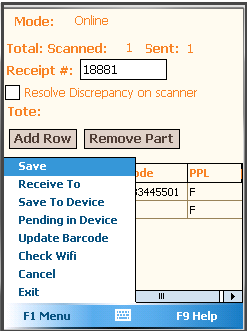 Mode: Online
Total: Scanned: 1 Sent: 1
Receipt #: 18881
Resolve Discrepancy on scanner
Tote:
Add Row Remove Part
Save
Receive To
Save To Device
Pending in Device
Update Barcode
Check Wifi
Cancel
Exit
ode PPL
33445501 F
F
F1 Menu F9 Help